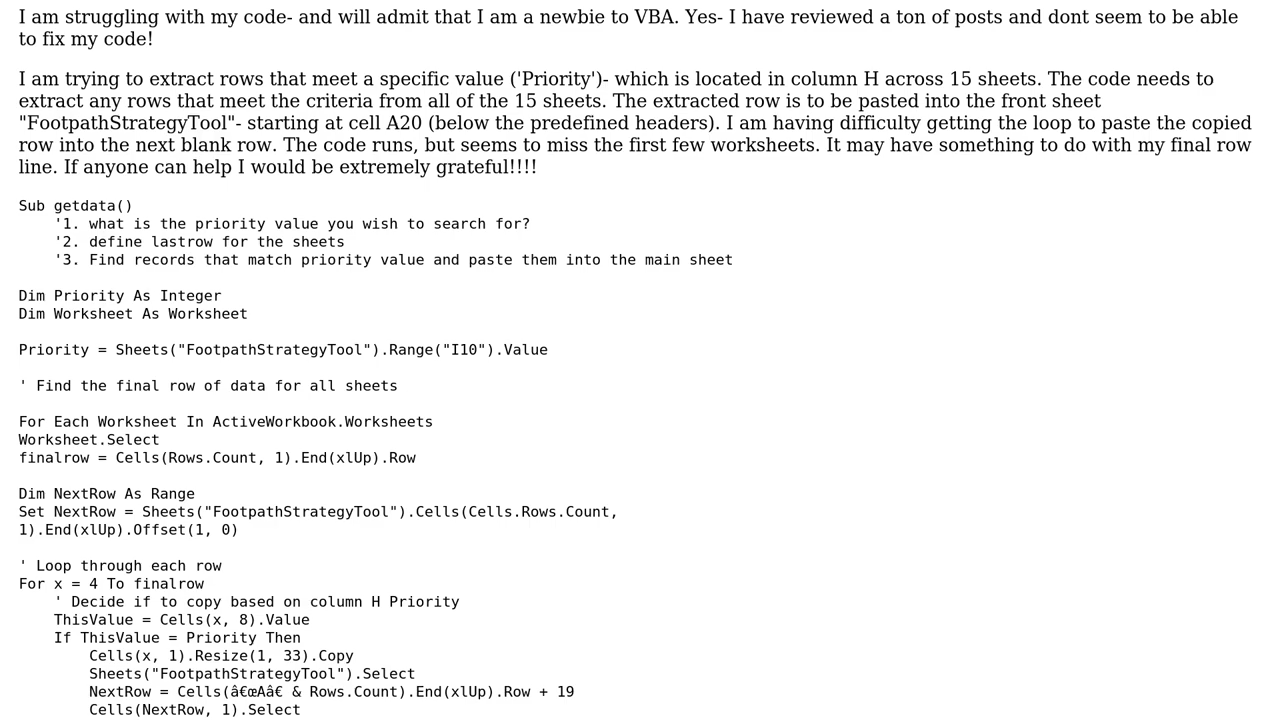 I am struggling with my code- and will admit that I am a newbie to VBA. Yes- I have reviewed a ton of posts and dont seem to be able
to fix my code!
I am trying to extract rows that meet a specific value ('Priority')- which is located in column H across 15 sheets. The code needs to
extract any rows that meet the criteria from all of the 15 sheets. The extracted row is to be pasted into the front sheet
"FootpathStrategyTool"- starting at cell A20 (below the predefined headers). I am having difficulty getting the loop to paste the copied
row into the next blank row. The code runs, but seems to miss the first few worksheets. It may have something to do with my final row
line. If anyone can help I would be extremely grateful!!!!
Sub getdata()
    '1. what is the priority value you wish to search for?
    '2. define lastrow for the sheets
    '3. Find records that match priority value and paste them into the main sheet
Dim Priority As Integer
Dim Worksheet As Worksheet
Priority = Sheets("FootpathStrategyTool").Range("I10").Value
' Find the final row of data for all sheets
For Each Worksheet In ActiveWorkbook.Worksheets
Worksheet.Select
finalrow = Cells(Rows.Count, 1).End(xlUp).Row
Dim NextRow As Range
Set NextRow = Sheets("FootpathStrategyTool").Cells(Cells.Rows.Count,
1).End(xlUp).Offset(1, 0)
' Loop through each row
For x = 4 To finalrow
    ' Decide if to copy based on column H Priority
    ThisValue = Cells(x, 8).Value
    If ThisValue = Priority Then
        Cells(x, 1).Resize(1, 33).Copy
        Sheets("FootpathStrategyTool").Select
        NextRow = Cells(â€œAâ€ & Rows.Count).End(xlUp).Row + 19
        Cells(NextRow, 1).Select